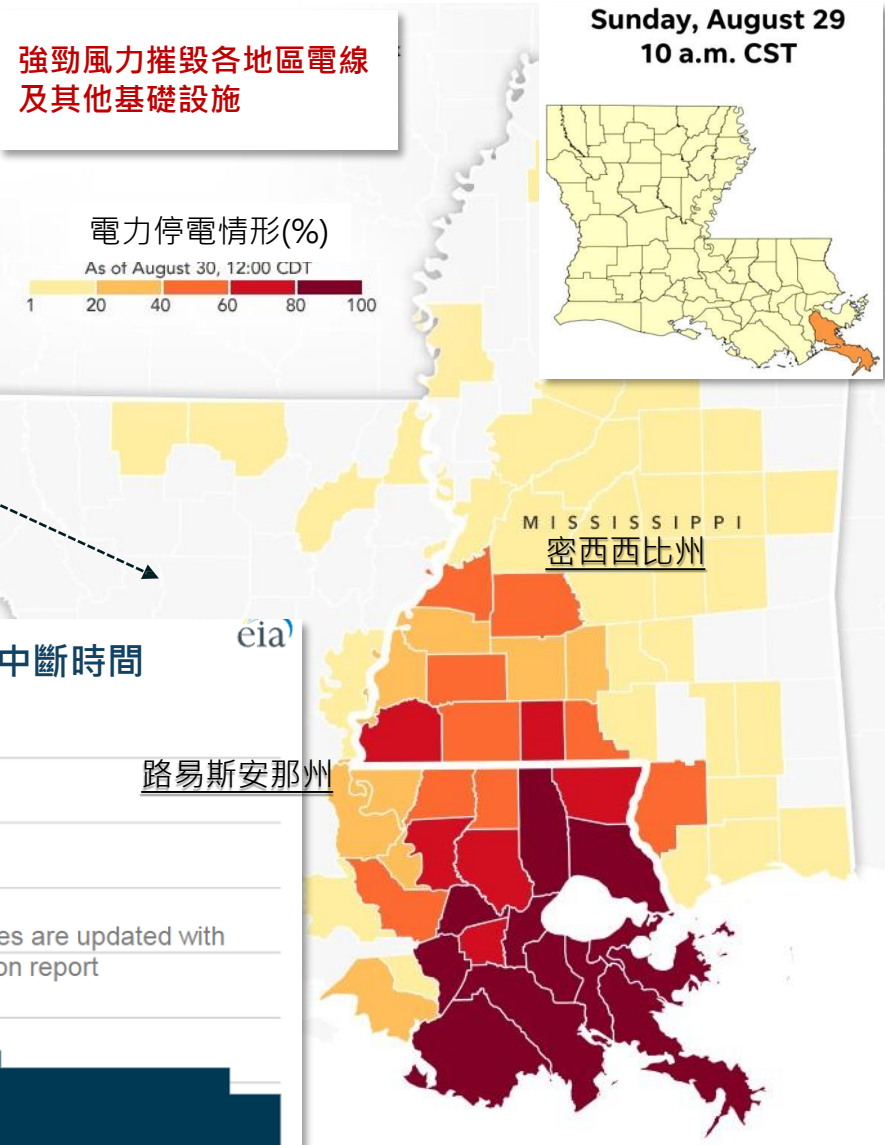 強勁風力摧毀各地區電線
及其他基礎設施
Sunday, August 29
10 a.m. CST
電力停電情形(%)
As of August 30, 12:00 CDT
1 20 40 60 80 100
MISSISSIPPI
密西西比州
eia
中斷時間
路易斯安那州
es are updated with
on report